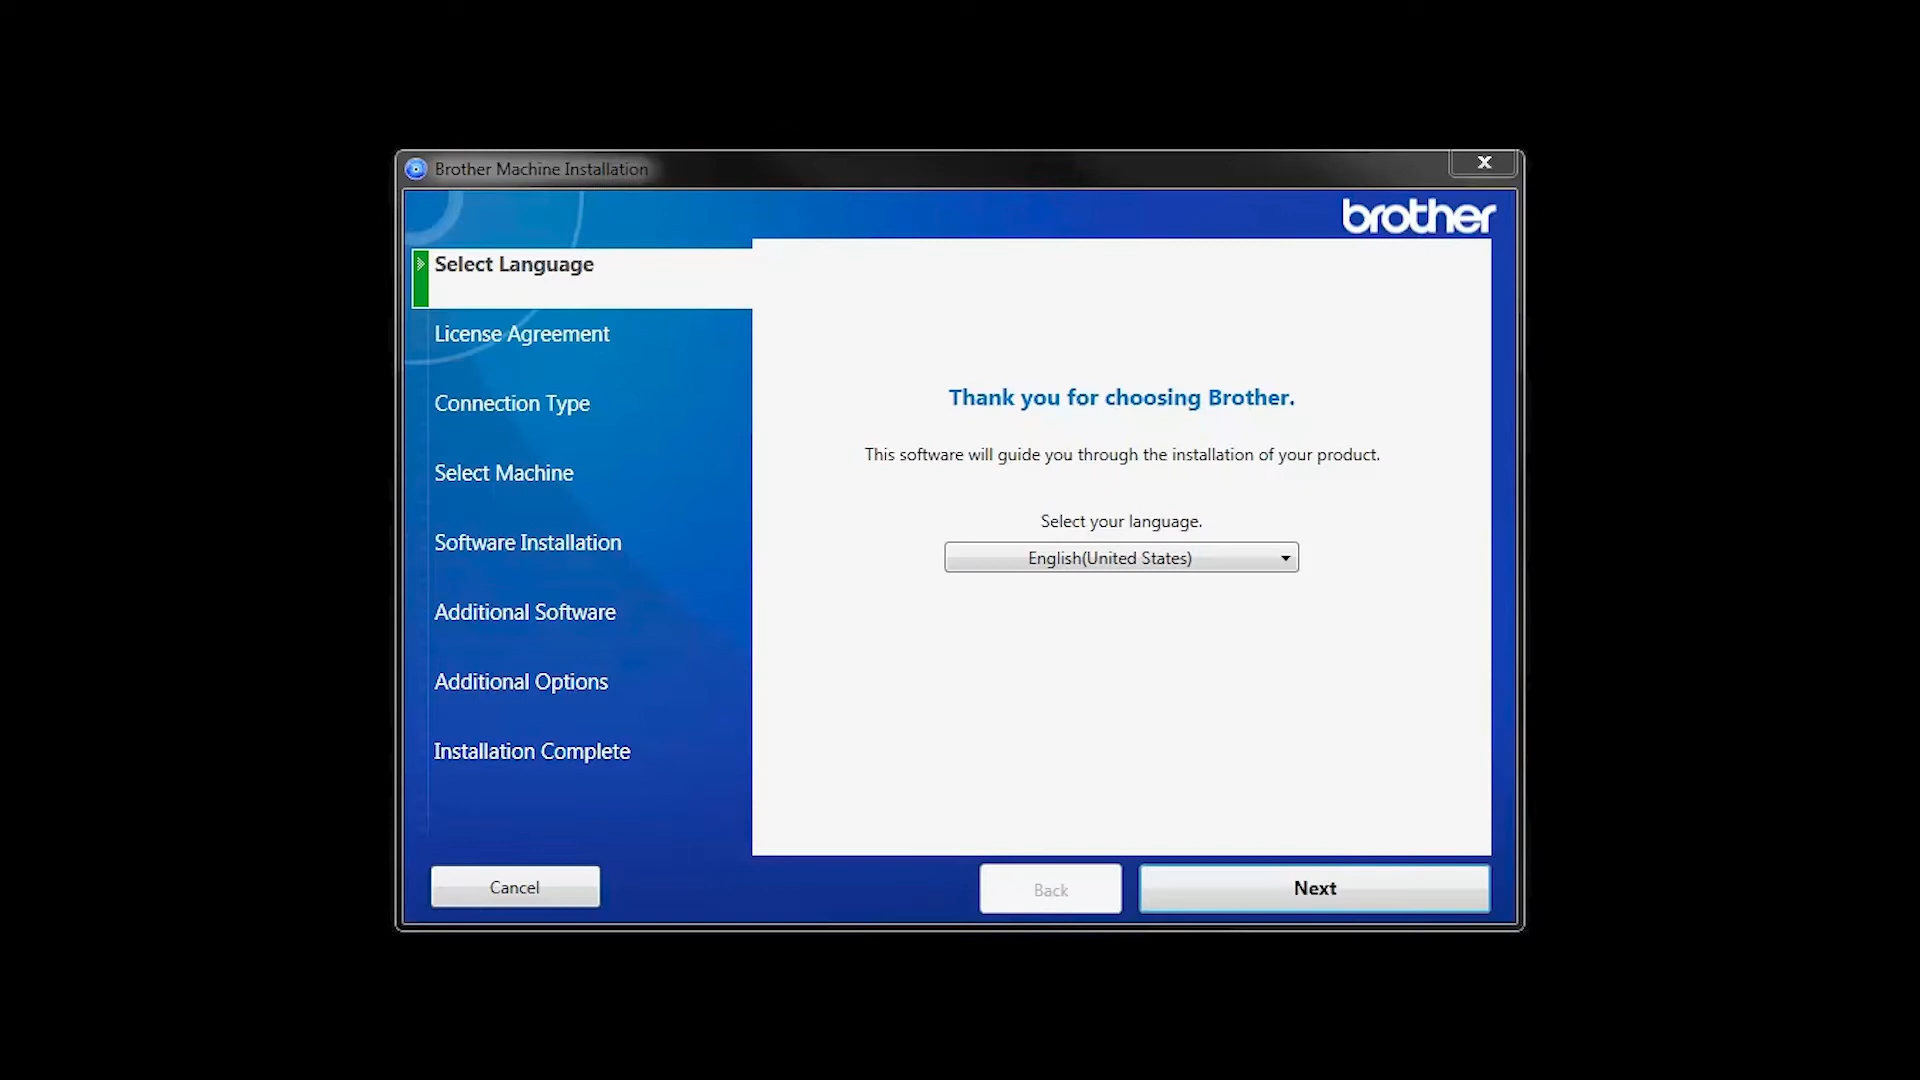 Brother Machine Installation
X
brother
Select Language
License Agreement
Connection Type
Select Machine
Software Installation
Additional Software
Additional Options
Installation Complete
Thank you for choosing Brother.
This software will guide you through the installation of your product.
Select your language.
English(United States)
Cancel
Back
Next